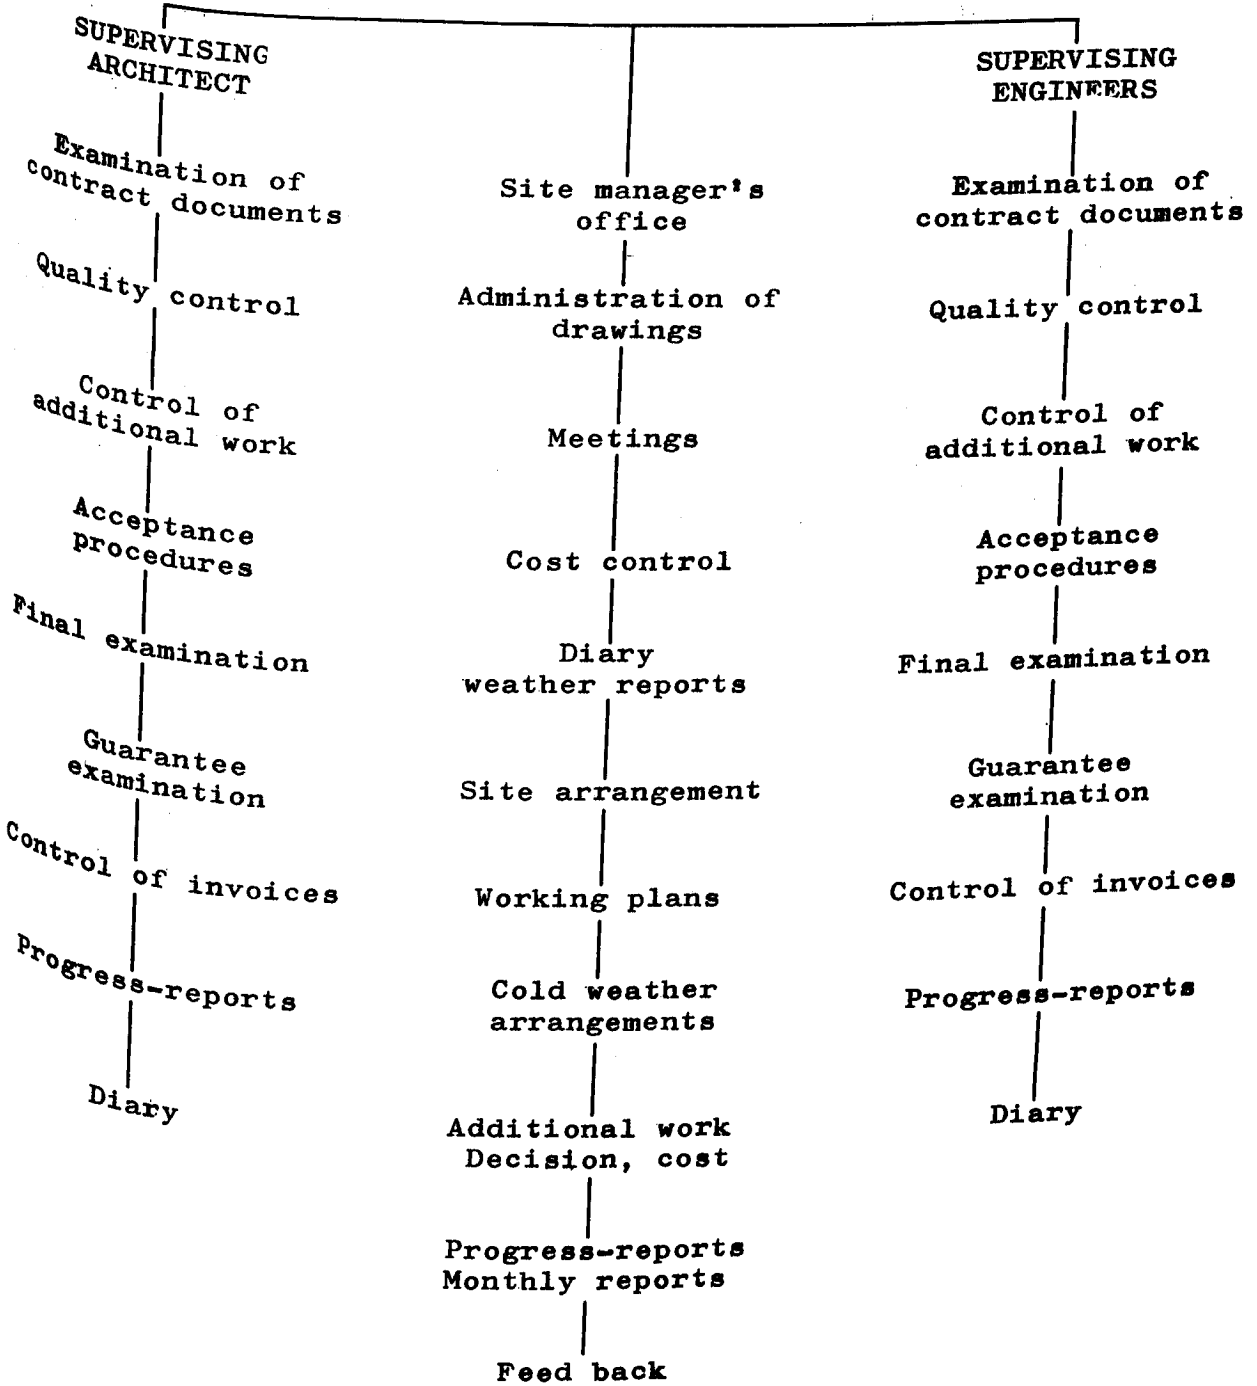 SUPERVISING
ARCHITECT
Examination of
contract documents
Quality control
Control of
additional work
Acceptance
procedures
Final examination
Guarantee
examination
Control of invoices
Progress-reports
Diary
Site manager's
office
Administration of
drawings
Meetings
Cost control
Diary
weather reports
Site arrangement
Working plans
Cold weather
arrangements
Additional work
Decision, cost
Progress-reports
Monthly reports
Feed back
SUPERVISING
ENGINEERS
Examination of
contract documents
Quality control
Control of
additional work
Acceptance
procedures
Final examination
Guarantee
examination
Control of invoices
Progress-reports
Diary